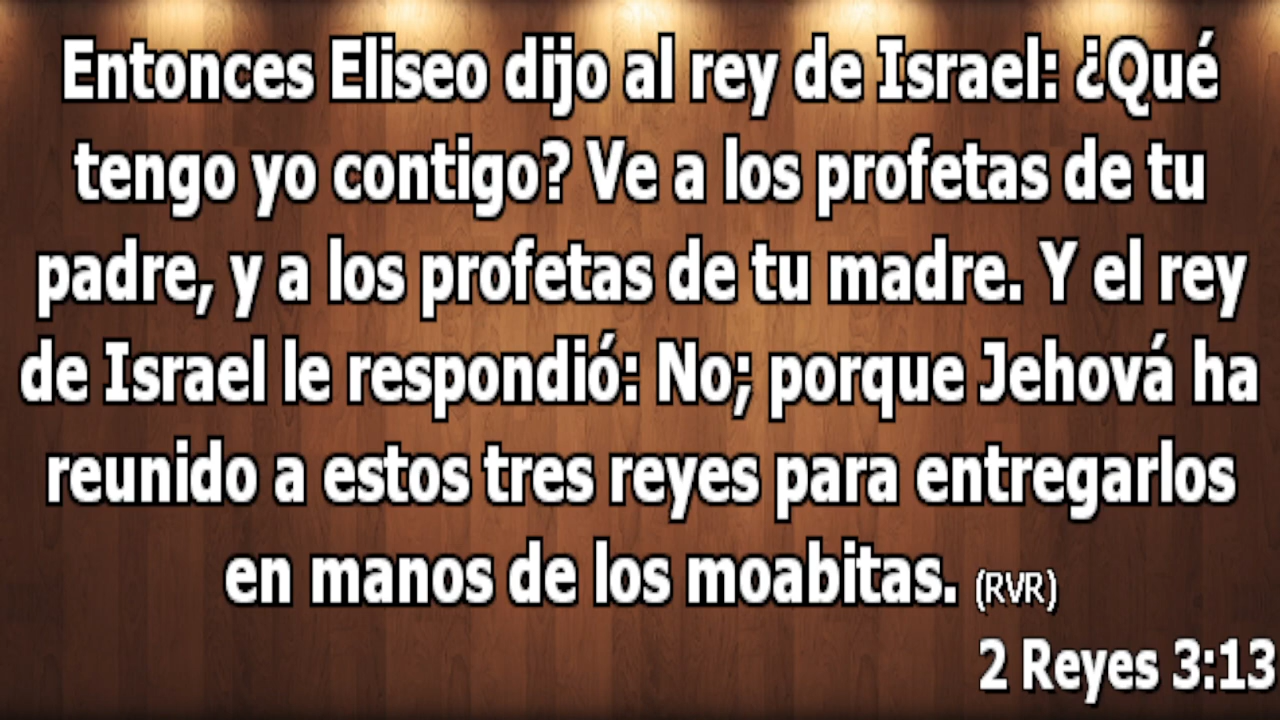 Entonces Eliseo dijo al rey de Israel: ¿Qué
tengo yo contigo? Ve a los profetas de tu
padre, y a los profetas de tu madre. Y el rey
de Israel le respondió: No; porque Jehová ha
reunido a estos tres reyes para entregarlos
en manos de los moabitas. (RVR)
2 Reyes 3:13